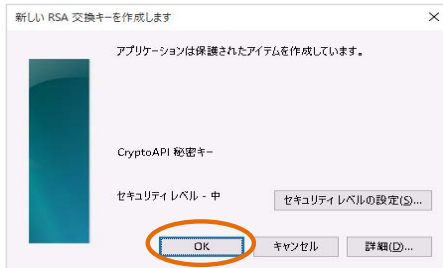 新しい RSA 交換キーを作成します
アプリケーションは保護されたアイテムを作成しています。
CryptoAPI 秘密キー
セキュリティ レベル - 中
セキュリティ レベルの設定(S)...
OK
キャンセル
詳細(D)...